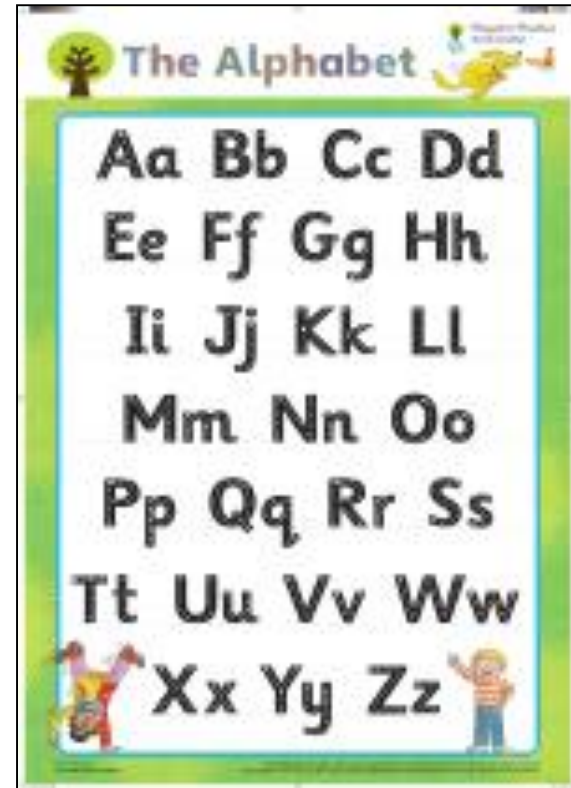 The Alphabet
Aa Bb Cc Dd
Ee Ff Gg Hh
Ii Jj Kk Ll
Mm Nn Oo
Pp Qq Rr Ss
Tt Uu Vv Ww
Xx Yy Zz